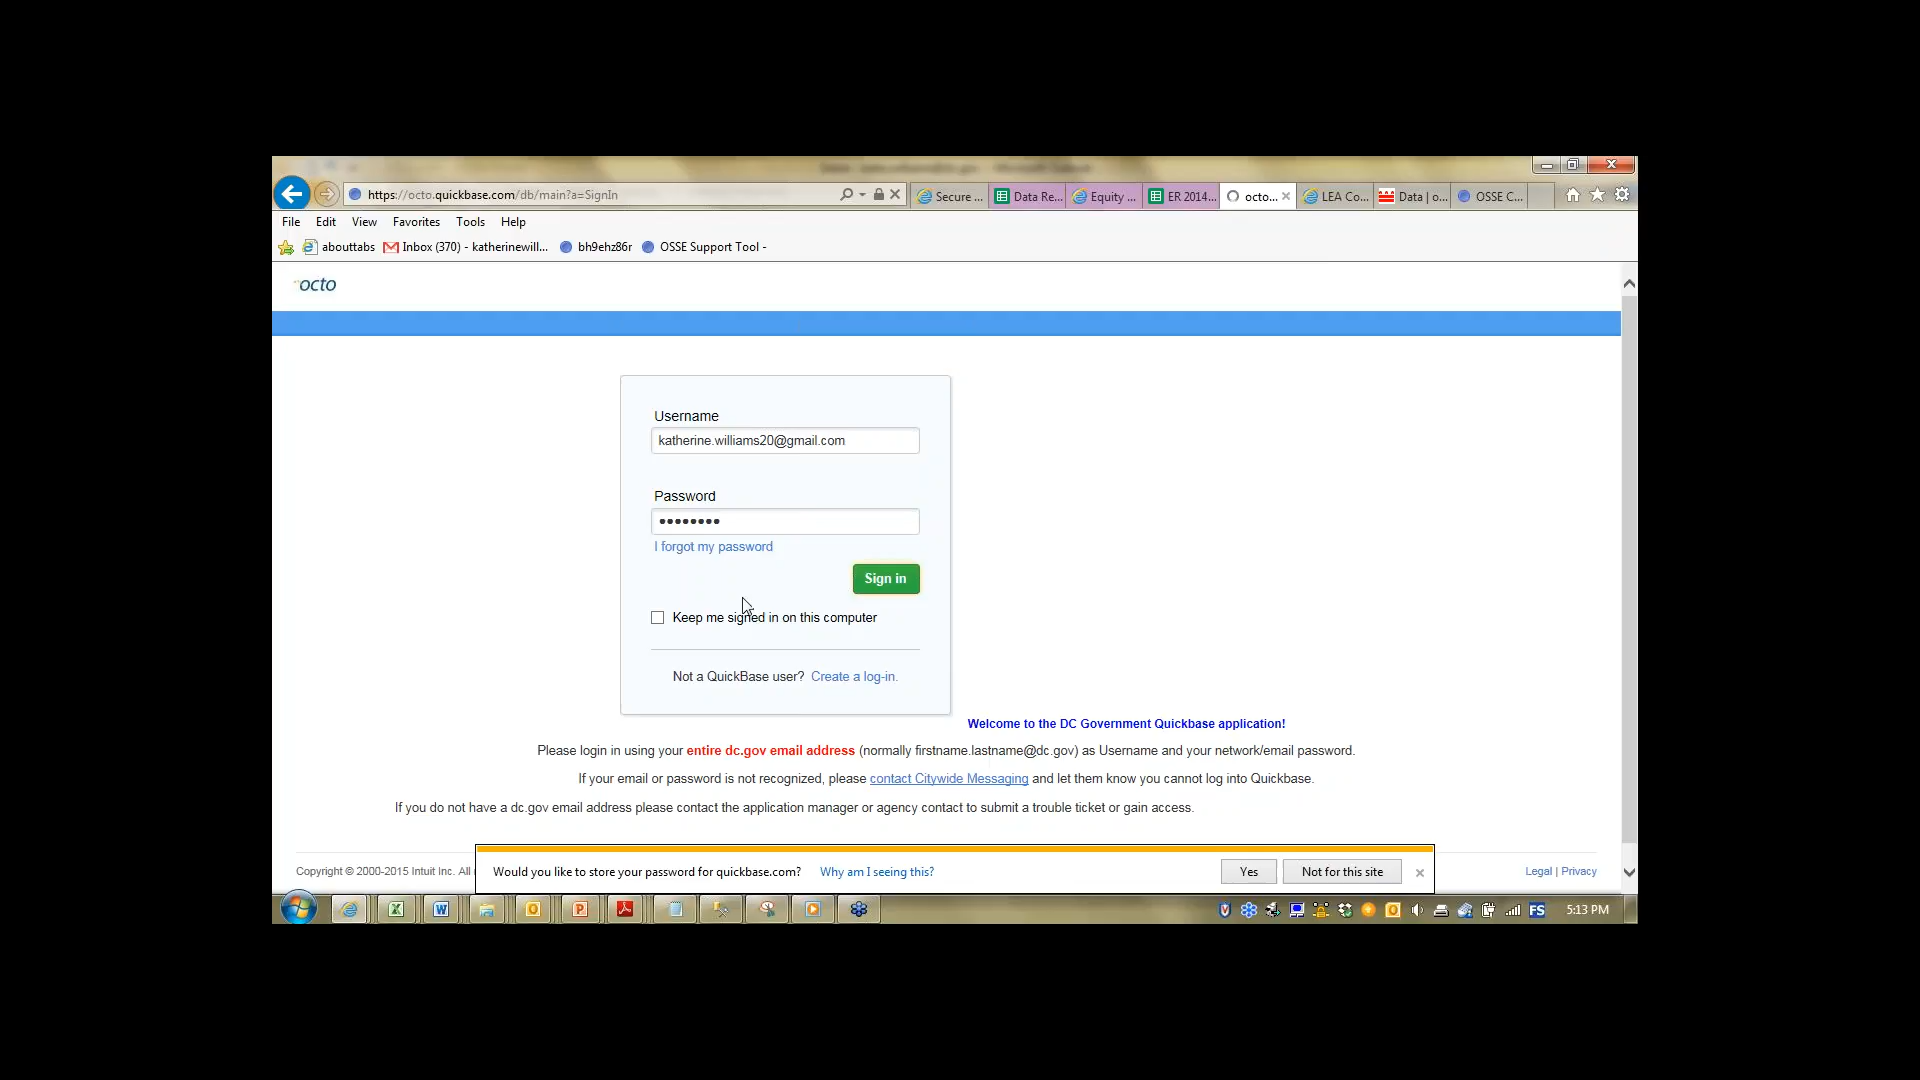 https://octo.quickbase.com/db/main?a=SignIn
Secure ...
Data Re...
Equity ...
ER 2014...
octo...
LEA Co...
Data | o...
OSSE C...
File Edit View Favorites Tools Help
abouttabs
Inbox (370) - katherinewill...
bh9ehz86r
OSSE Support Tool -
octo
Username
katherine.williams20@gmail.com
Password
••••••••
I forgot my password
Sign in
Keep me signed in on this computer
Not a QuickBase user? Create a log-in.
Welcome to the DC Government Quickbase application!
Please login in using your entire dc.gov email address (normally firstname.lastname@dc.gov) as Username and your network/email password.
If your email or password is not recognized, please contact Citywide Messaging and let them know you cannot log into Quickbase.
If you do not have a dc.gov email address please contact the application manager or agency contact to submit a trouble ticket or gain access.
Copyright © 2000-2015 Intuit Inc. All
Would you like to store your password for quickbase.com? Why am I seeing this?
Yes
Not for this site
Legal | Privacy
FS
5:13 PM